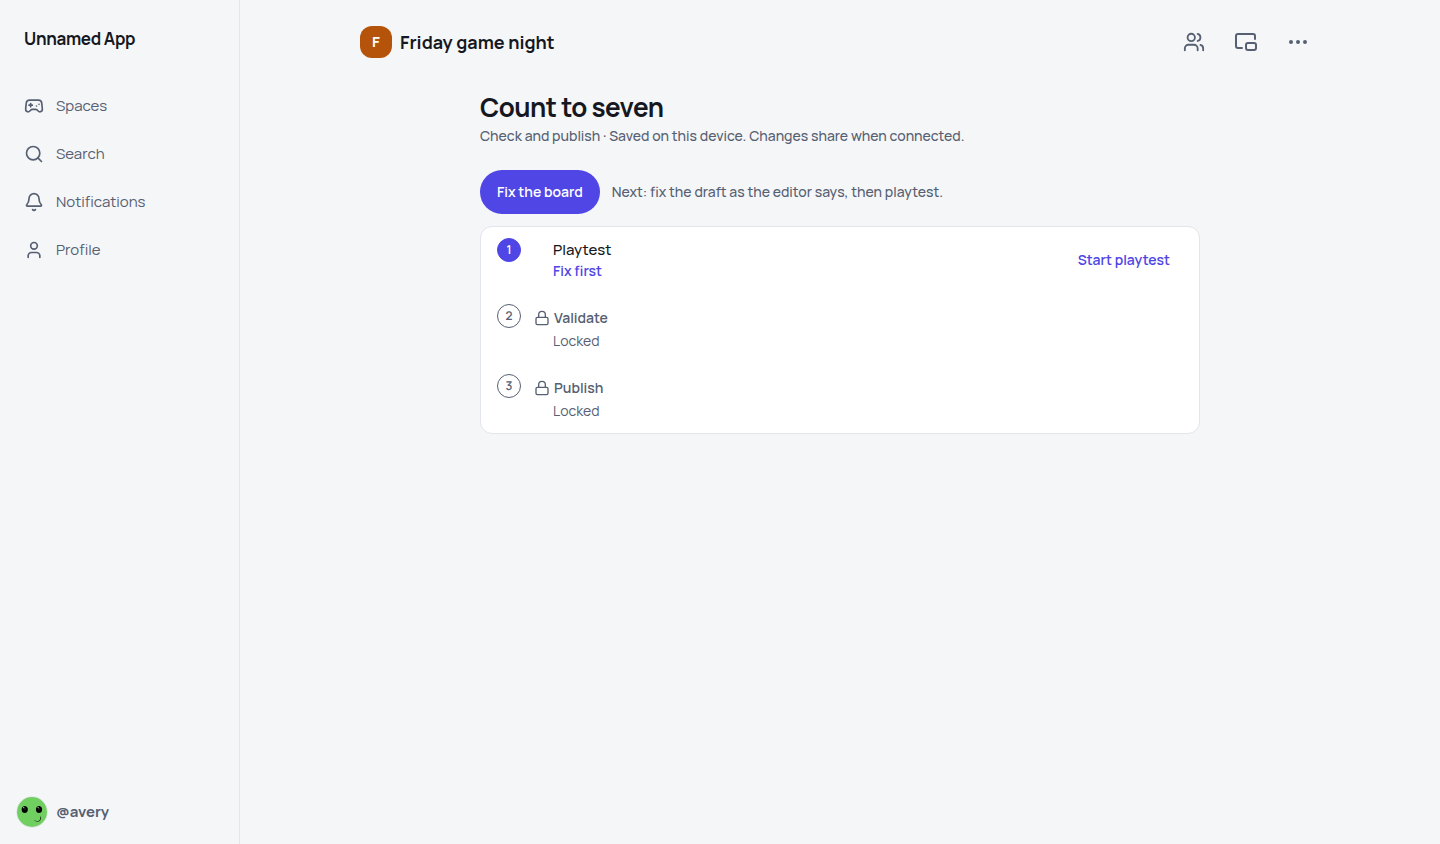 Unnamed App
Spaces
Search
Notifications
Profile
@avery
F
Friday game night
Count to seven
Check and publish · Saved on this device. Changes share when connected.
Fix the board
Next: fix the draft as the editor says, then playtest.
1
Playtest
Fix first
Start playtest
2
Validate
Locked
3
Publish
Locked